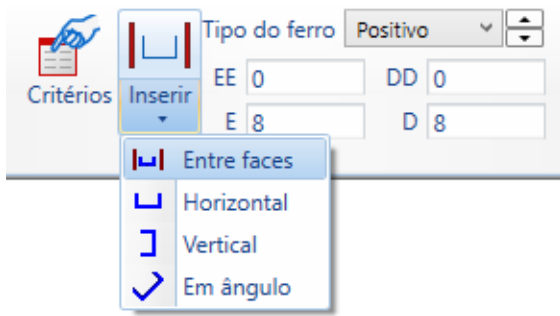 Tipo do ferro Positivo
Critérios Inserir EE 0 DD 0
E 8 D 8
Entre faces
Horizontal
Vertical
Em ângulo